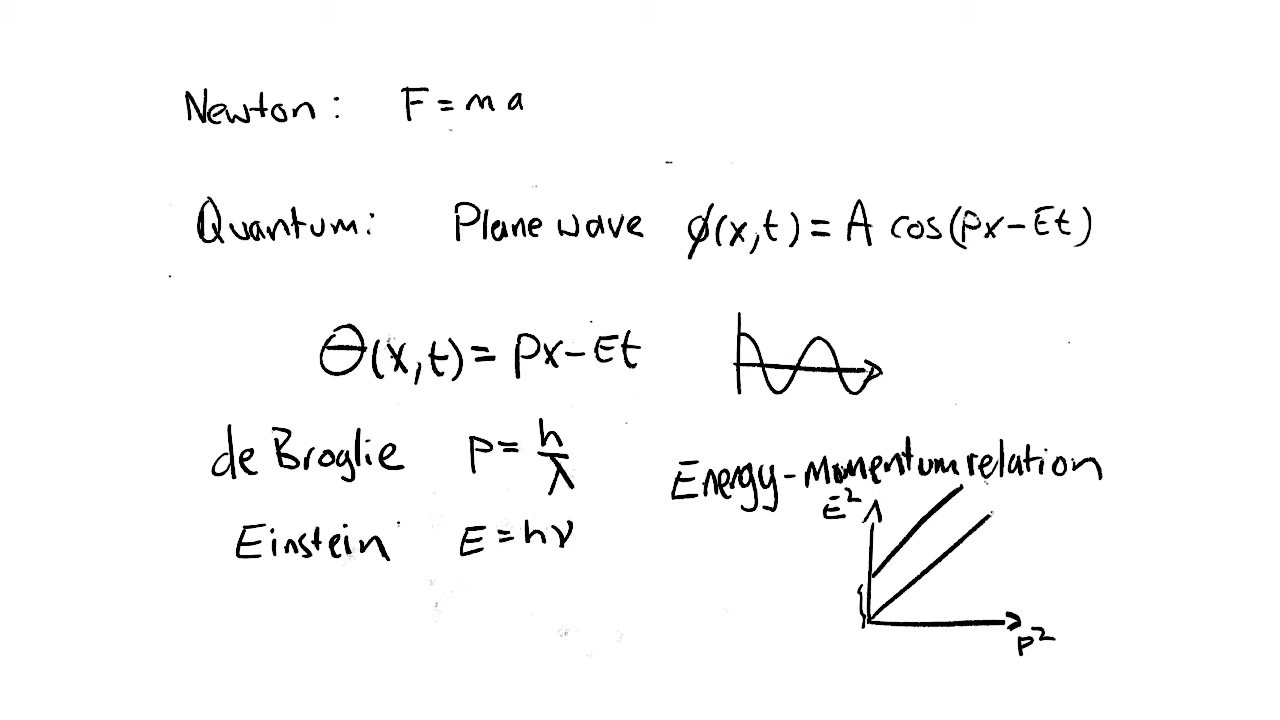 Newton: F = ma
Quantum: Plane wave ϕ(x,t) = A cos(px-Et)
θ(x,t) = px-Et
de Broglie p = h/λ
Einstein E = hν
Energy-Momentum relation
E²
p²